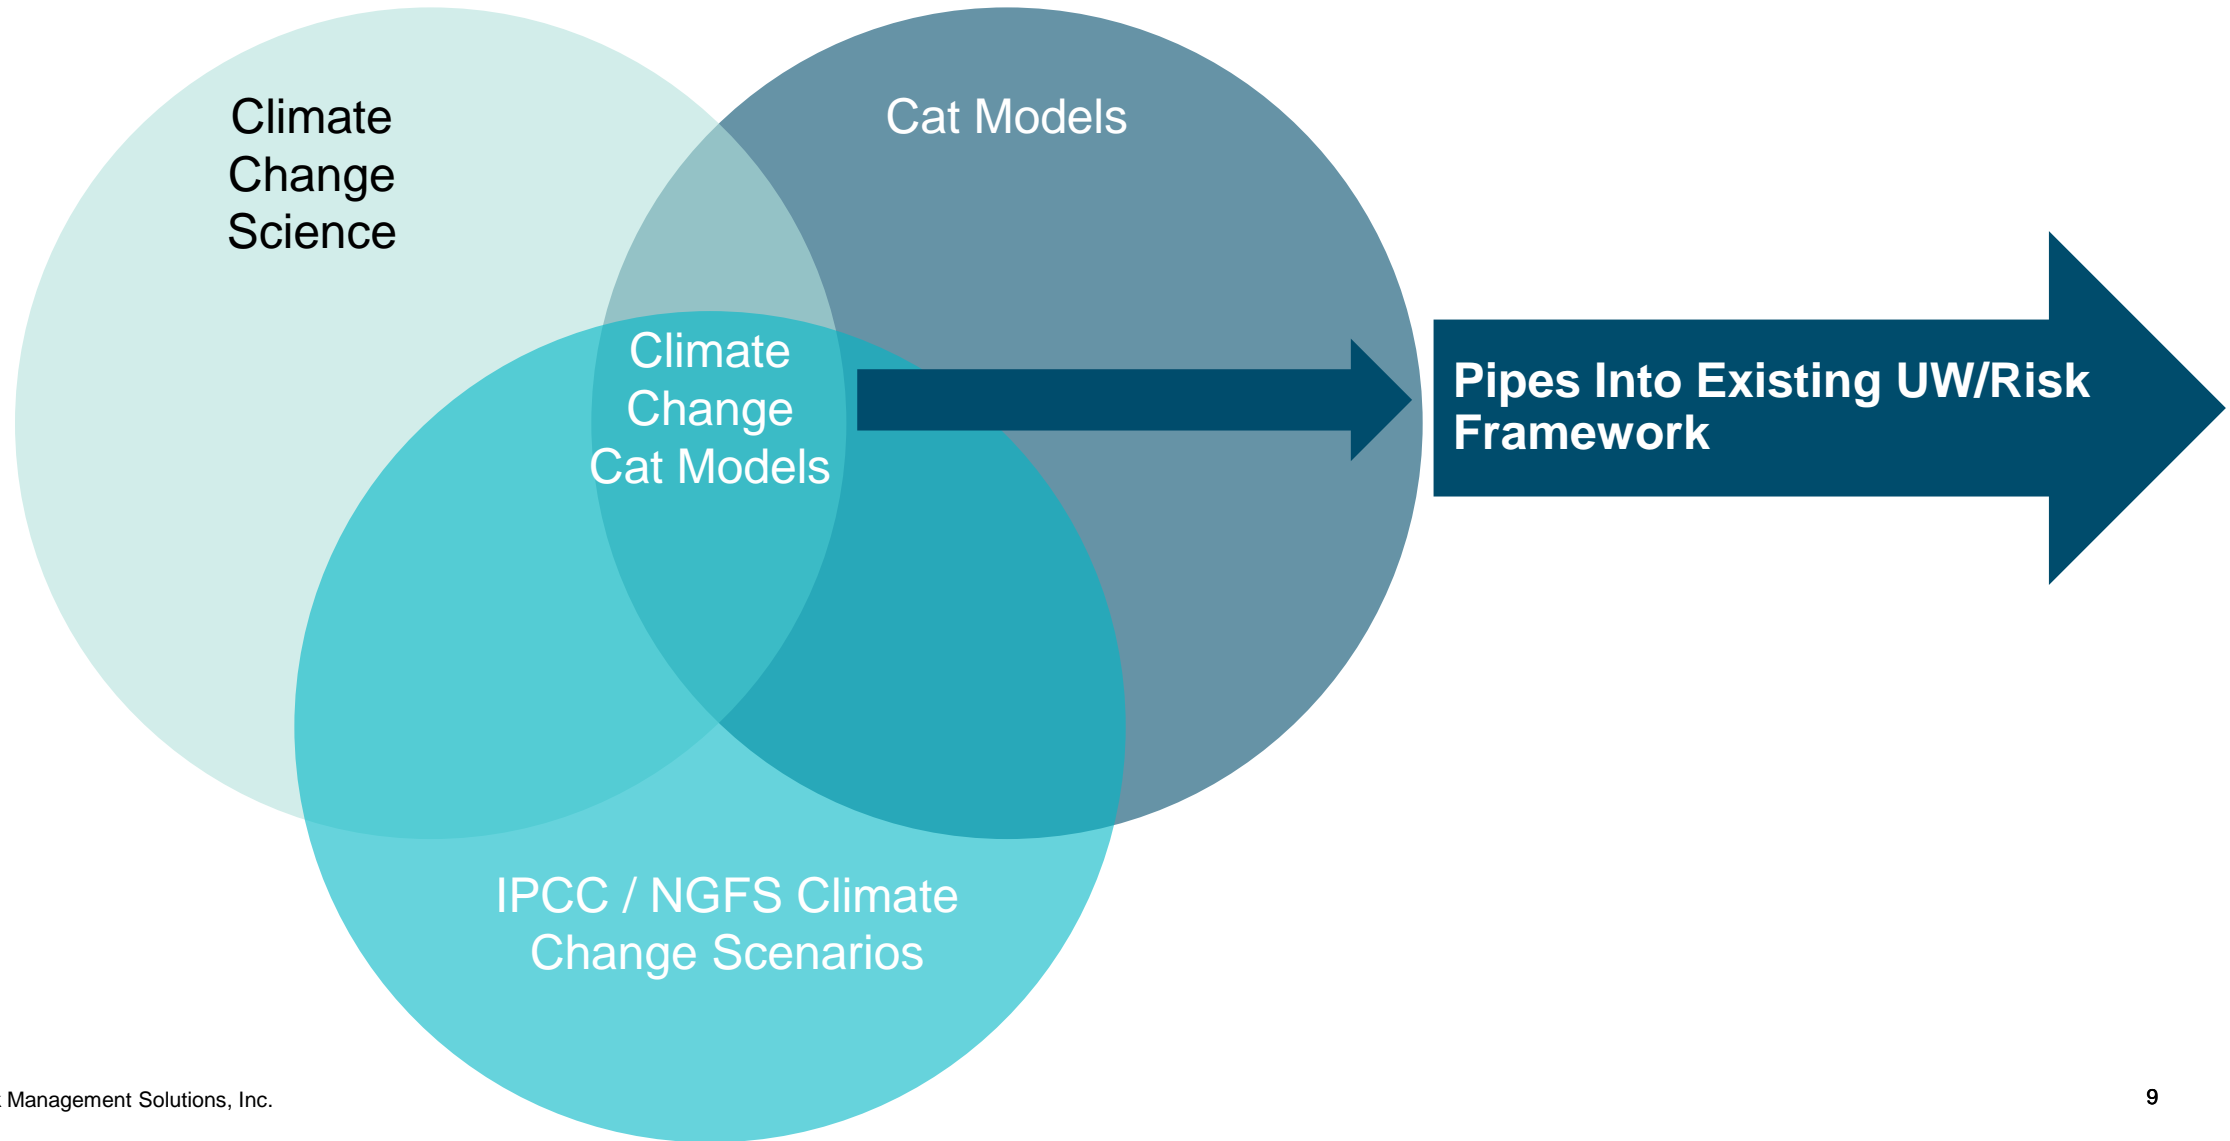 Climate
Change
Science
Cat Models
Climate
Change
Cat Models
Pipes Into Existing UW/Risk
Framework
IPCC / NGFS Climate
Change Scenarios
Management Solutions, Inc.
9